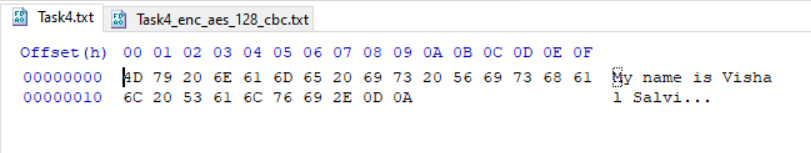 Task4.txt Task4_enc_aes_128_cbc.txt
Offset(h) 00 01 02 03 04 05 06 07 08 09 0A 0B 0C 0D 0E 0F
00000000 4D 79 20 6E 61 6D 65 20 69 73 20 56 69 73 68 61 My name is Visha
00000010 6C 20 53 61 6C 76 69 2E 0D 0A l Salvi...